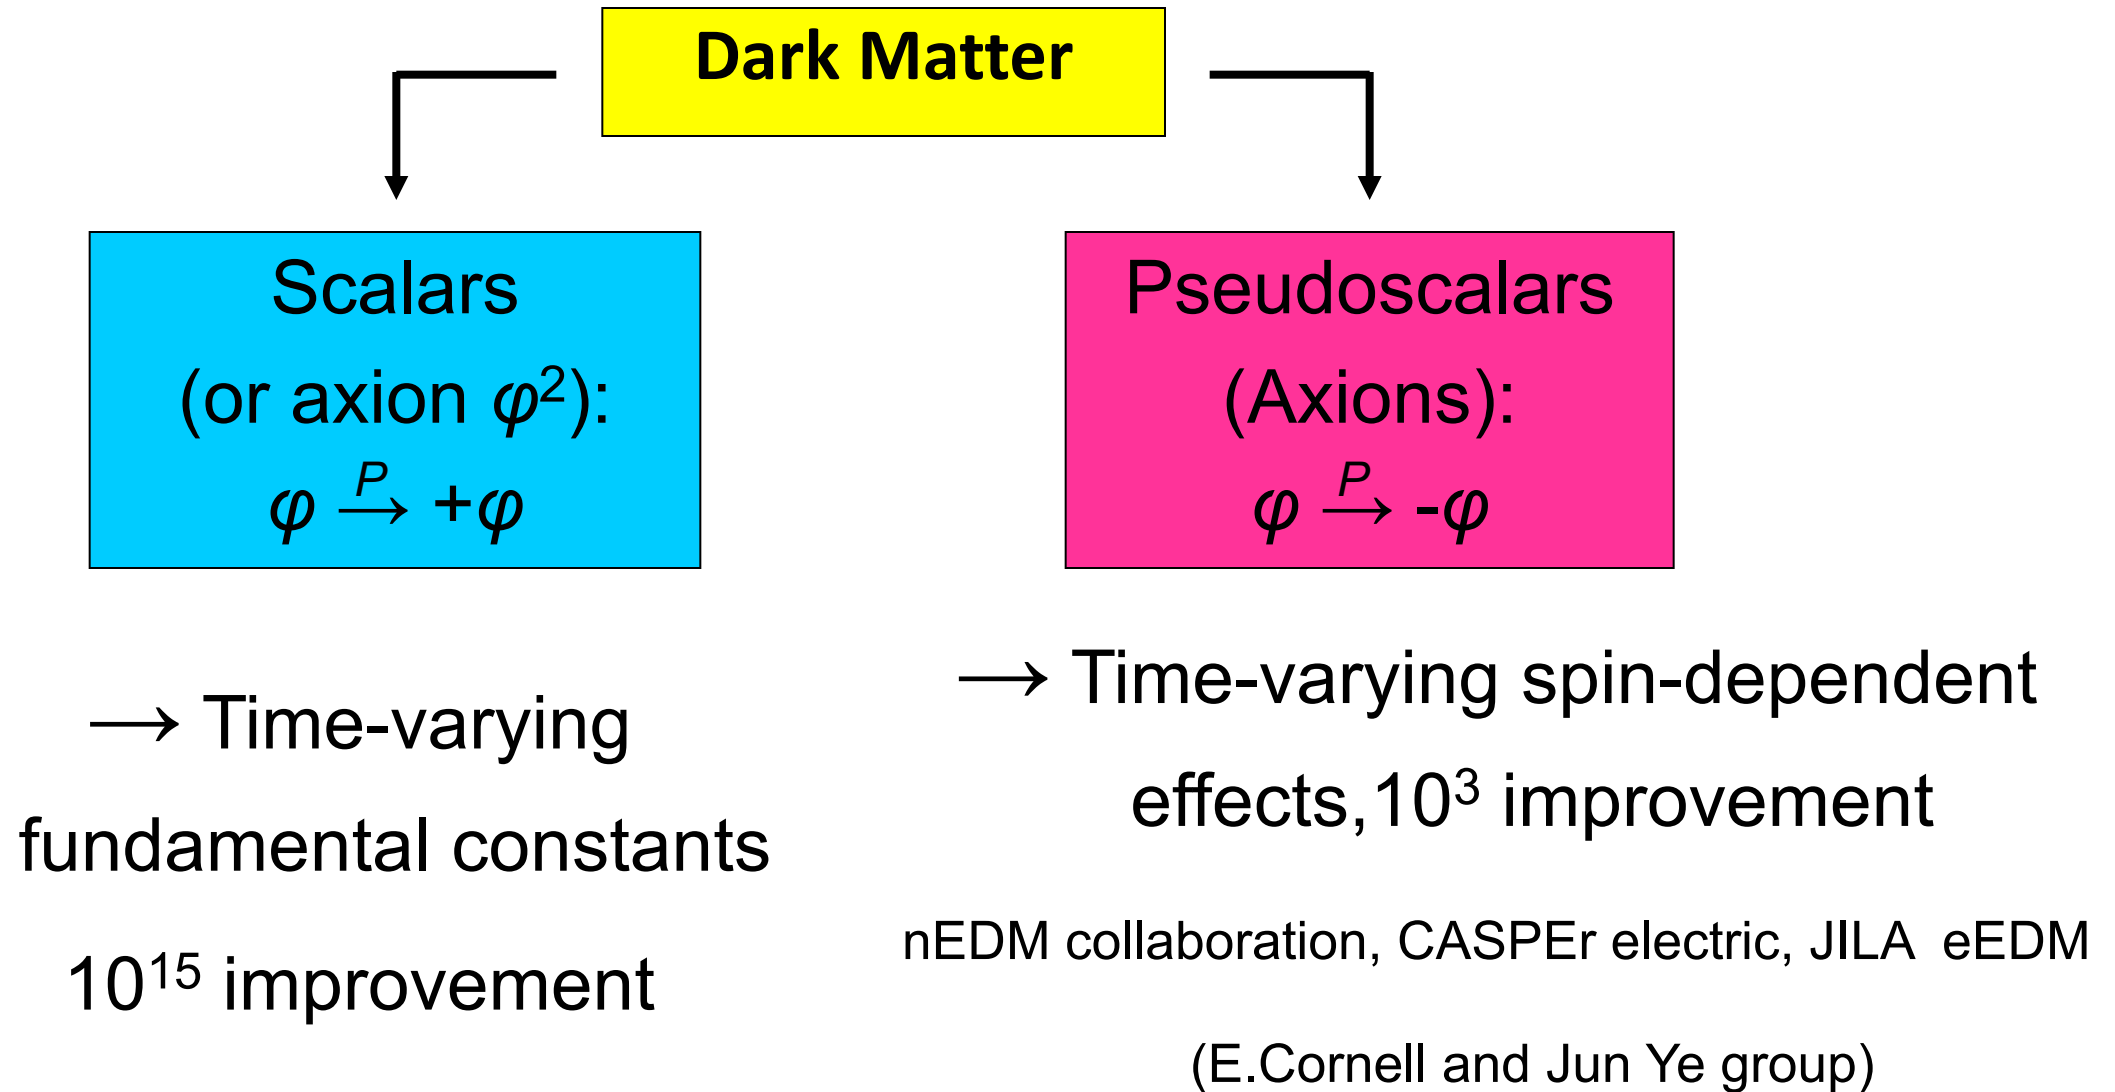 Dark Matter
Scalars
(or axion φ²):
φ P→ +φ
→ Time-varying
fundamental constants
10¹⁵ improvement
Pseudoscalars
(Axions):
φ P→ -φ
→ Time-varying spin-dependent
effects,10³ improvement
nEDM collaboration, CASPEr electric, JILA eEDM
(E.Cornell and Jun Ye group)